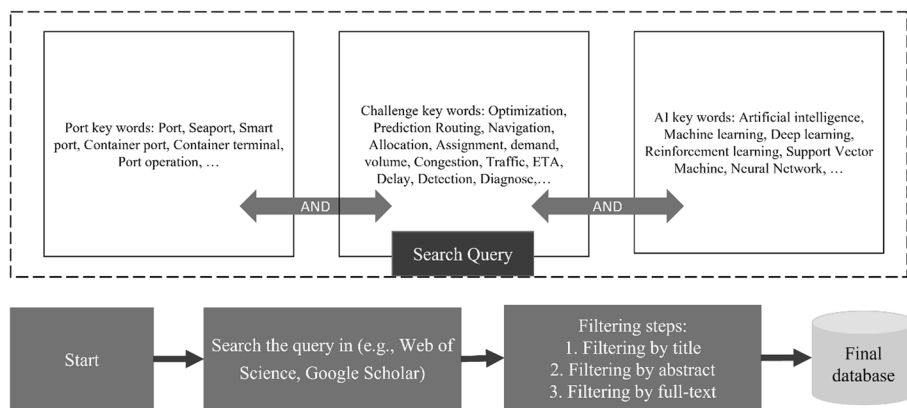 Port key words: Port, Seaport, Smart
port, Container port, Container terminal,
Port operation, …
Challenge key words: Optimization,
Prediction Routing, Navigation,
Allocation, Assignment, demand,
volume, Congestion, Traffic, ETA,
Delay, Detection, Diagnose,…
AI key words: Artificial intelligence,
Machine learning, Deep learning,
Reinforcement learning, Support Vector
Machine, Neural Network, …
AND
AND
Search Query
Start
Search the query in (e.g., Web of
Science, Google Scholar)
Filtering steps:
1. Filtering by title
2. Filtering by abstract
3. Filtering by full-text
Final
database